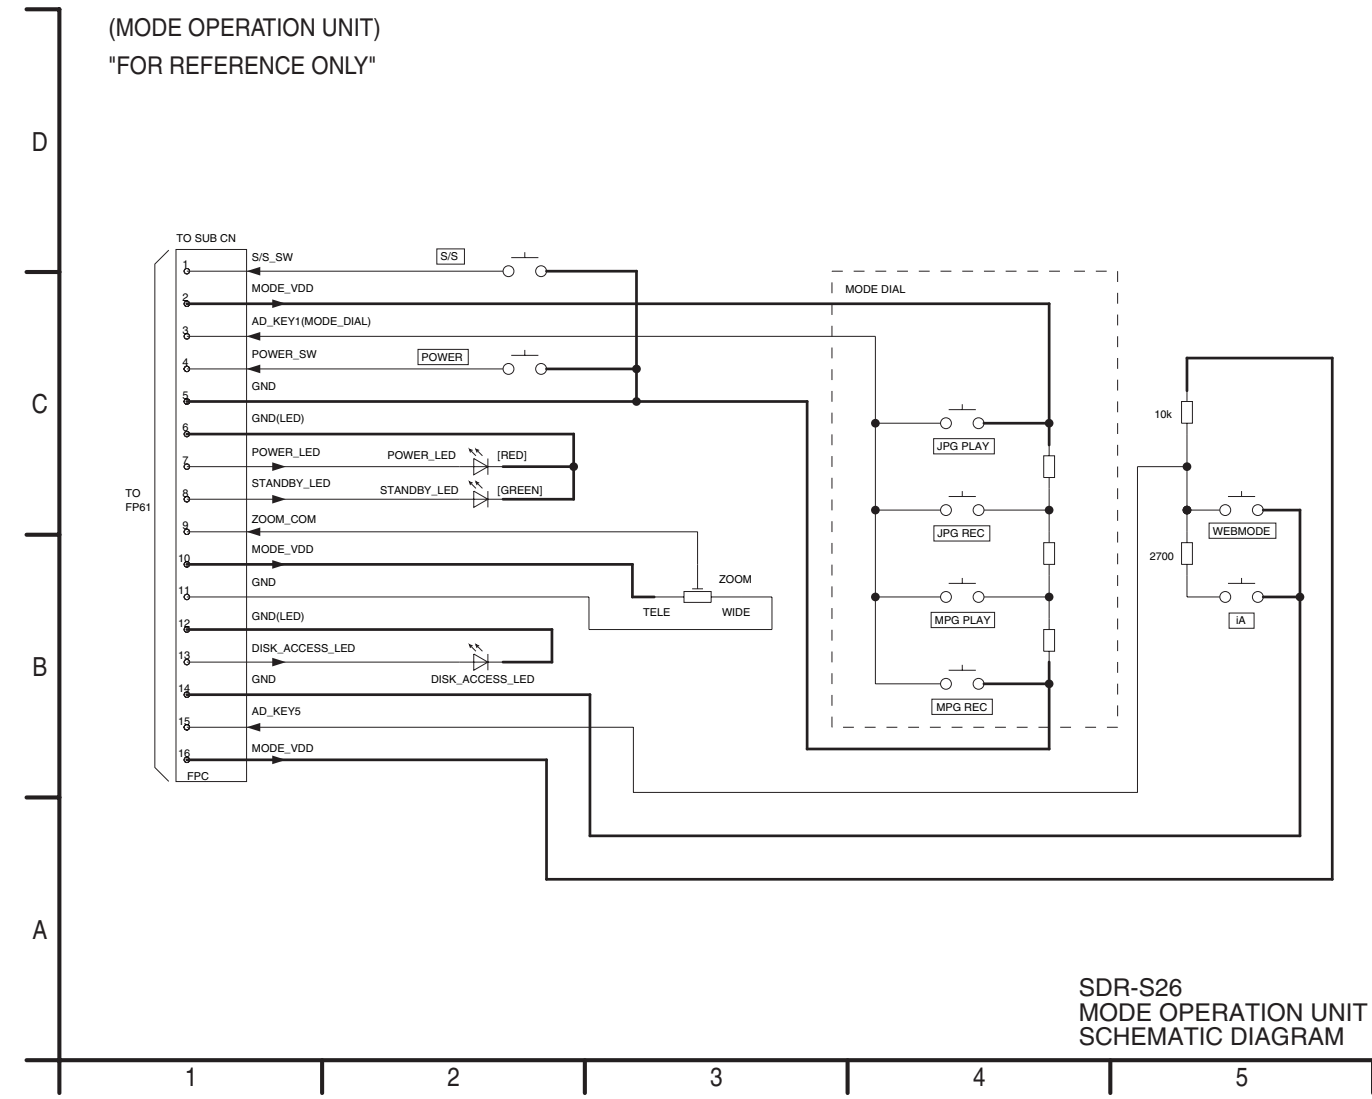 (MODE OPERATION UNIT)
"FOR REFERENCE ONLY"
D
C
B
A
TO SUB CN
TO
FP61
1 S/S_SW
S/S
2 MODE_VDD
3 AD_KEY1(MODE_DIAL)
4 POWER_SW
POWER
5 GND
6 GND(LED)
7 POWER_LED
POWER_LED [RED]
8 STANDBY_LED
STANDBY_LED [GREEN]
9 ZOOM_COM
10 MODE_VDD
11 GND
ZOOM
TELE WIDE
12 GND(LED)
13 DISK_ACCESS_LED
DISK_ACCESS_LED
14 GND
15 AD_KEY5
16 MODE_VDD
FPC
MODE DIAL
JPG PLAY
JPG REC
MPG PLAY
MPG REC
10k
WEBMODE
2700
iA
SDR-S26
MODE OPERATION UNIT
SCHEMATIC DIAGRAM
1 2 3 4 5